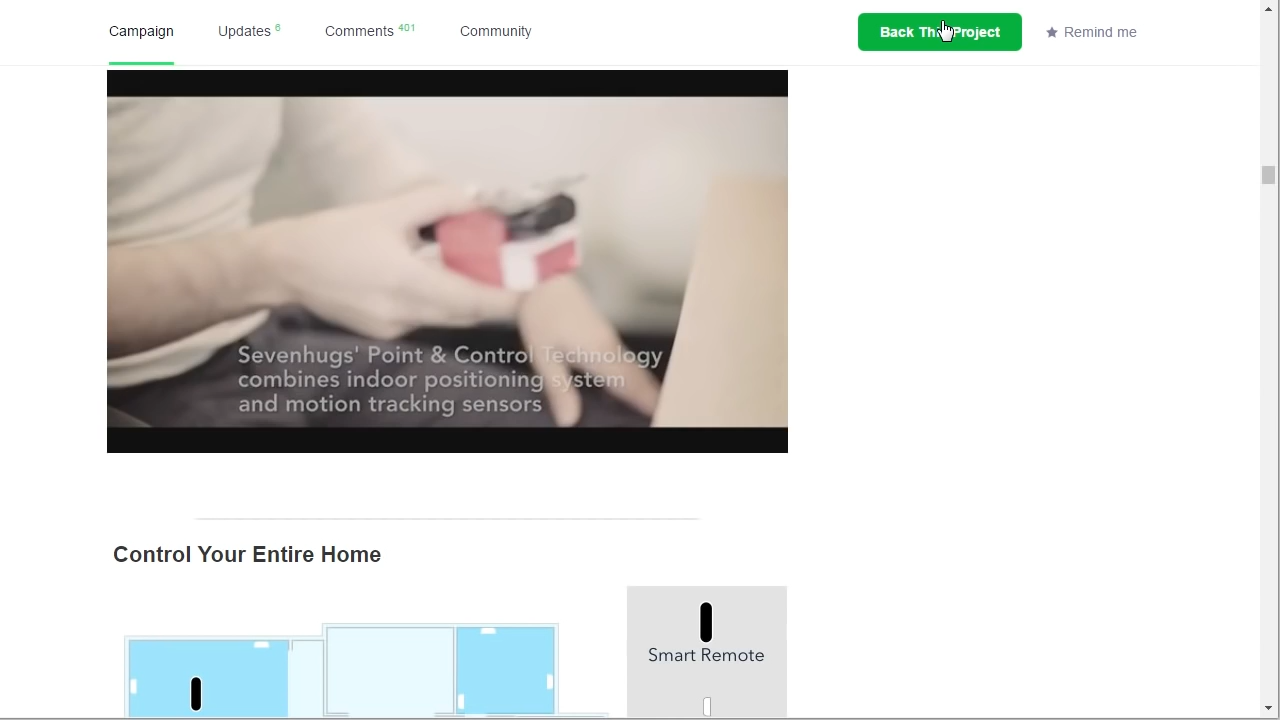 Campaign
Updates 6
Comments 401
Community
Back This Project
Remind me
Sevenhugs' Point & Control Technology
combines indoor positioning system
and motion tracking sensors
Control Your Entire Home
Smart Remote